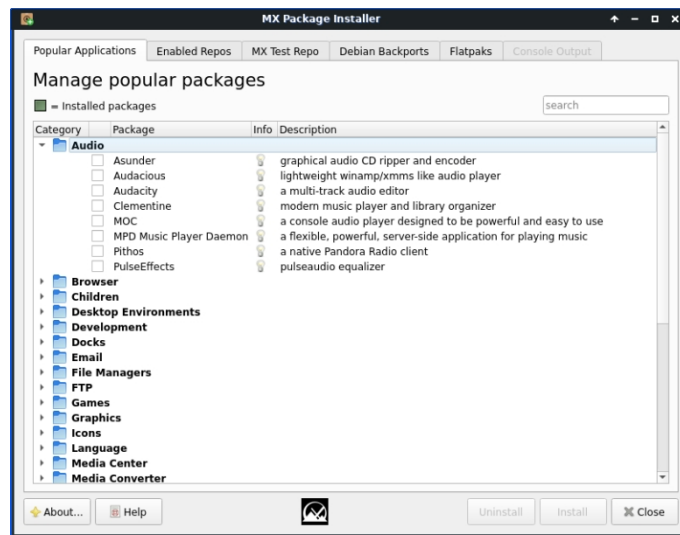 MX Package Installer
Popular Applications Enabled Repos MX Test Repo Debian Backports Flatpaks Console Output
Manage popular packages
= Installed packages search
Category Package Info Description
Audio
Asunder graphical audio CD ripper and encoder
Audacious lightweight winamp/xmms like audio player
Audacity a multi-track audio editor
Clementine modern music player and library organizer
MOC a console audio player designed to be powerful and easy to use
MPD Music Player Daemon a flexible, powerful, server-side application for playing music
Pithos a native Pandora Radio client
PulseEffects pulseaudio equalizer
Browser
Children
Desktop Environments
Development
Docks
Email
File Managers
FTP
Games
Graphics
Icons
Language
Media Center
Media Converter
About... Help Uninstall Install Close